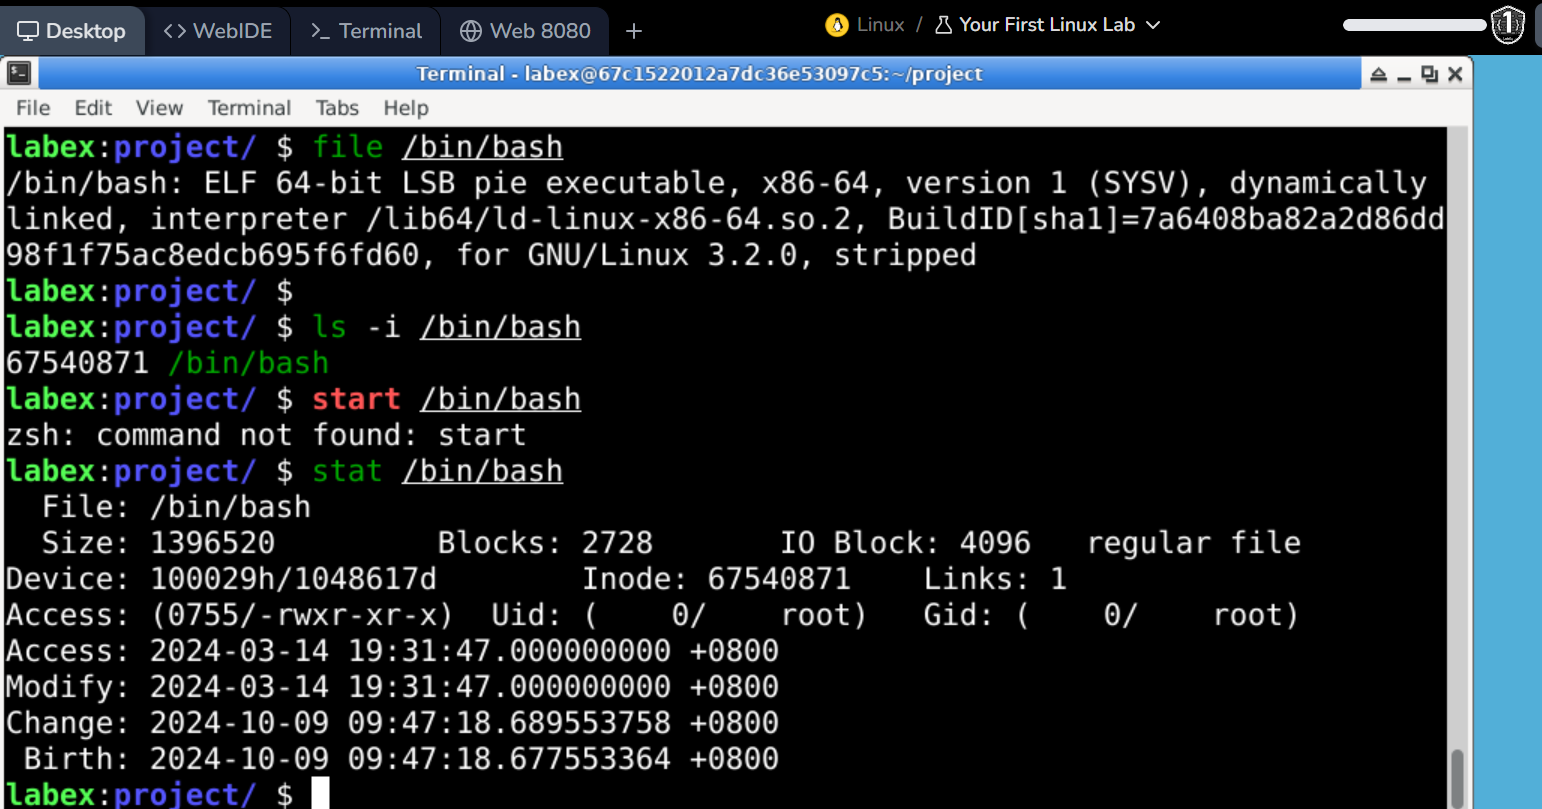 Desktop <> WebIDE >_ Terminal Web 8080 + Linux / Your First Linux Lab 1
Terminal - labex@67c1522012a7dc36e53097c5:~/project
File Edit View Terminal Tabs Help
labex:project/ $ file /bin/bash
/bin/bash: ELF 64-bit LSB pie executable, x86-64, version 1 (SYSV), dynamically
linked, interpreter /lib64/ld-linux-x86-64.so.2, BuildID[sha1]=7a6408ba82a2d86dd
98f1f75ac8edcb695f6fd60, for GNU/Linux 3.2.0, stripped
labex:project/ $
labex:project/ $ ls -i /bin/bash
67540871 /bin/bash
labex:project/ $ start /bin/bash
zsh: command not found: start
labex:project/ $ stat /bin/bash
  File: /bin/bash
  Size: 1396520         Blocks: 2728       IO Block: 4096   regular file
Device: 100029h/1048617d        Inode: 67540871    Links: 1
Access: (0755/-rwxr-xr-x)  Uid: (    0/    root)   Gid: (    0/    root)
Access: 2024-03-14 19:31:47.000000000 +0800
Modify: 2024-03-14 19:31:47.000000000 +0800
Change: 2024-10-09 09:47:18.689553758 +0800
 Birth: 2024-10-09 09:47:18.677553364 +0800
labex:project/ $